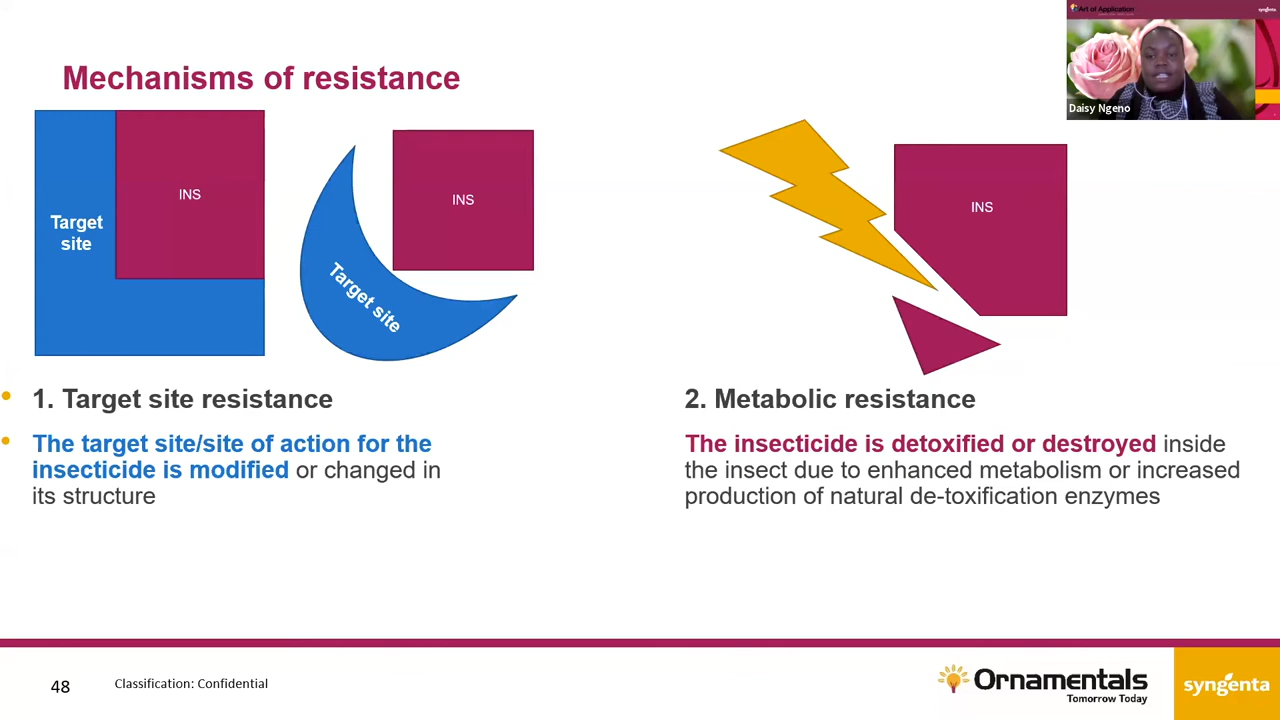 Art of Application
syngenta
Daisy Ngeno
Mechanisms of resistance
Target
site
INS
Target site
INS
INS
1. Target site resistance
The target site/site of action for the
insecticide is modified or changed in
its structure
2. Metabolic resistance
The insecticide is detoxified or destroyed inside
the insect due to enhanced metabolism or increased
production of natural de-toxification enzymes
48
Classification: Confidential
Ornamentals
Tomorrow Today
syngenta